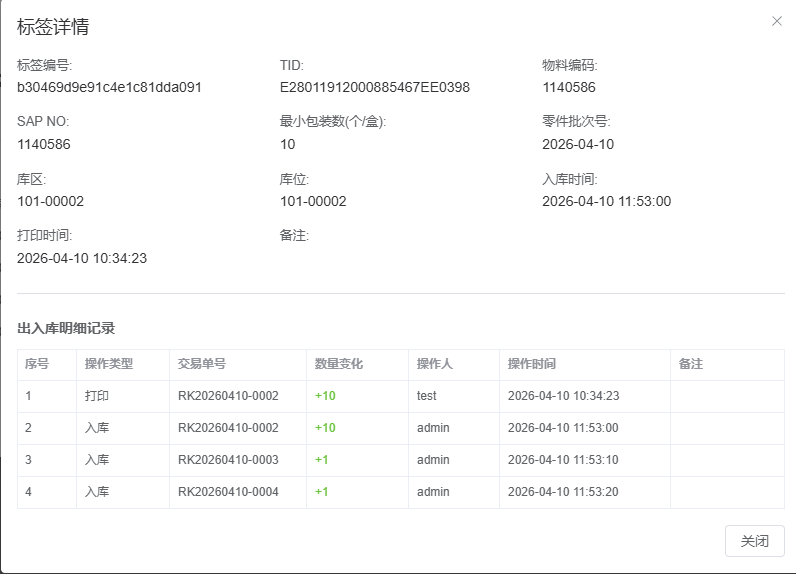 标签详情
标签编号: TID: 物料编码:
b30469d9e91c4e1c81dda091 E28011912000885467EE0398 1140586
SAP NO: 最小包装数(个/盒): 零件批次号:
1140586 10 2026-04-10
库区: 库位: 入库时间:
101-00002 101-00002 2026-04-10 11:53:00
打印时间: 备注:
2026-04-10 10:34:23
出入库明细记录
序号 操作类型 交易单号 数量变化 操作人 操作时间 备注
1 打印 RK20260410-0002 +10 test 2026-04-10 10:34:23
2 入库 RK20260410-0002 +10 admin 2026-04-10 11:53:00
3 入库 RK20260410-0003 +1 admin 2026-04-10 11:53:10
4 入库 RK20260410-0004 +1 admin 2026-04-10 11:53:20
关闭